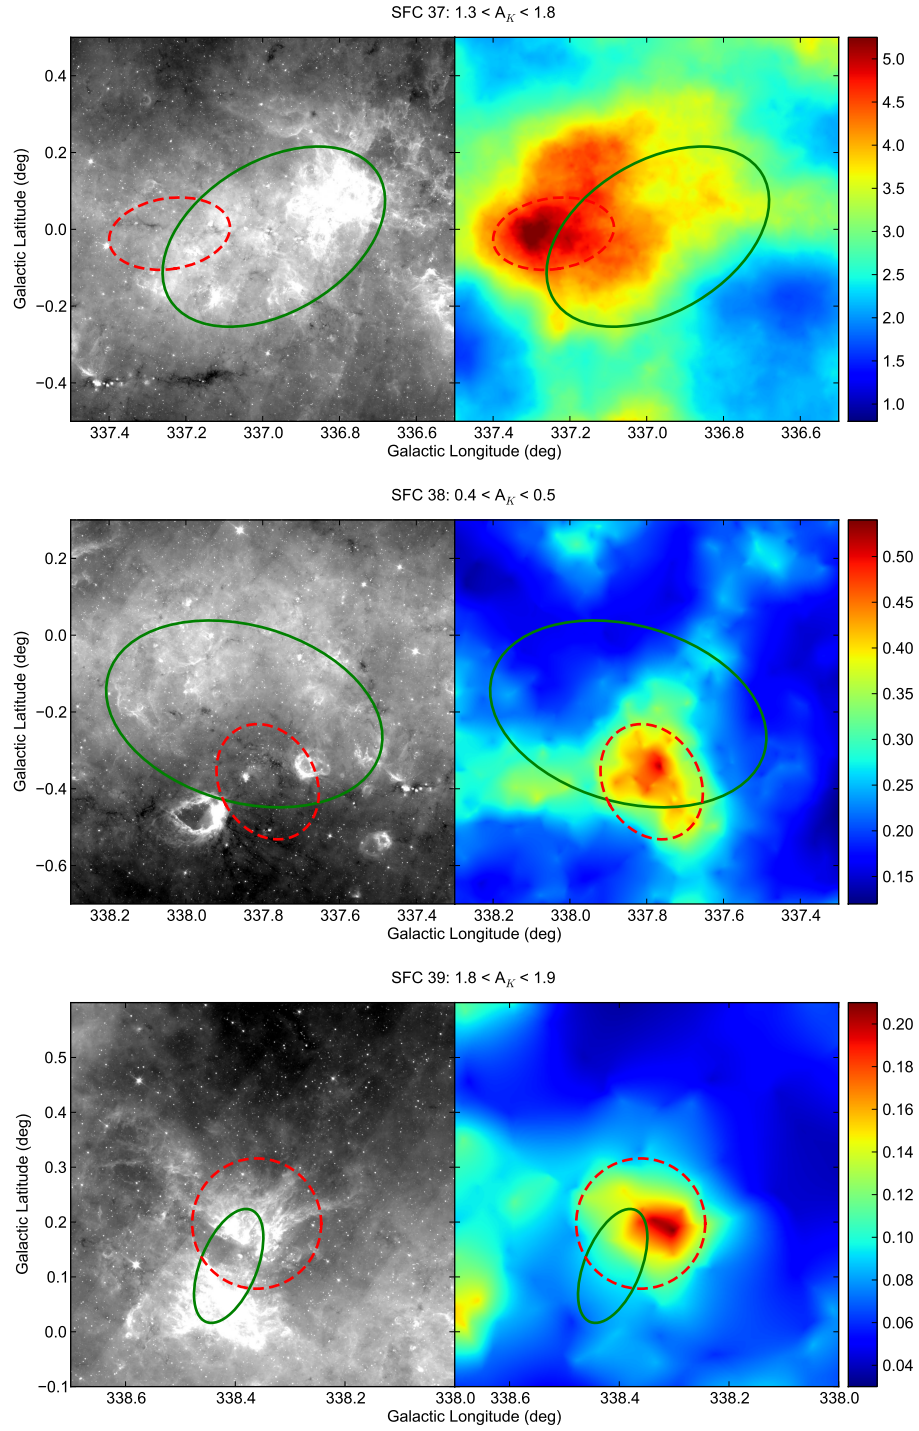 SFC 37: 1.3 < A_K < 1.8
Galactic Latitude (deg)
0.4
0.2
0.0
−0.2
−0.4
337.4 337.2 337.0 336.8 336.6
337.4 337.2 337.0 336.8 336.6
Galactic Longitude (deg)
5.0
4.5
4.0
3.5
3.0
2.5
2.0
1.5
1.0
SFC 38: 0.4 < A_K < 0.5
Galactic Latitude (deg)
0.2
0.0
−0.2
−0.4
−0.6
338.2 338.0 337.8 337.6 337.4
338.2 338.0 337.8 337.6 337.4
Galactic Longitude (deg)
0.50
0.45
0.40
0.35
0.30
0.25
0.20
0.15
SFC 39: 1.8 < A_K < 1.9
Galactic Latitude (deg)
0.5
0.4
0.3
0.2
0.1
0.0
−0.1
338.6 338.4 338.2 338.0
338.6 338.4 338.2 338.0
Galactic Longitude (deg)
0.20
0.18
0.16
0.14
0.12
0.10
0.08
0.06
0.04